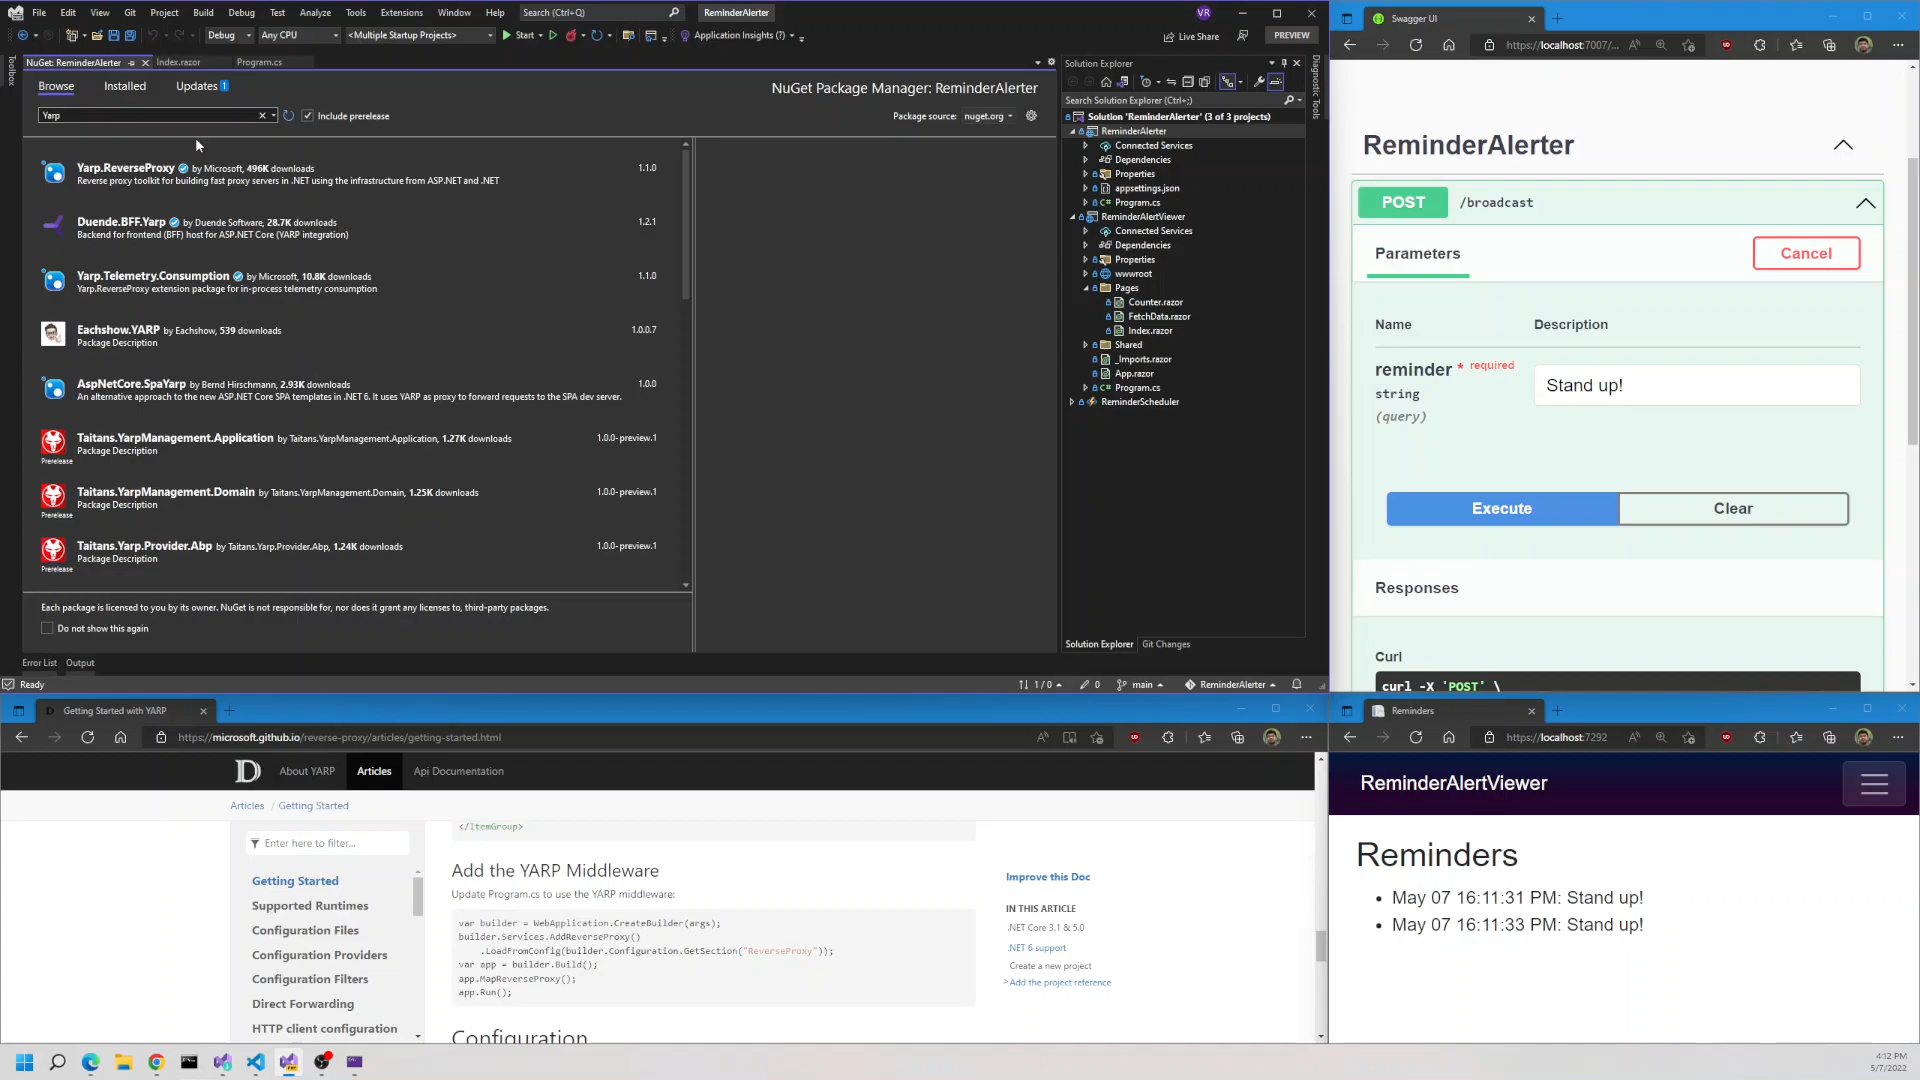 File Edit View Git Project Build Debug Test Analyze Tools Extensions Window Help Search (Ctrl+Q) ReminderAlerter VR
Debug Any CPU <Multiple Startup Projects> Start Application Insights (?) Live Share PREVIEW
Toolbox
NuGet: ReminderAlerter Index.razor Program.cs
Browse Installed Updates 1
NuGet Package Manager: ReminderAlerter
Yarp Include prerelease
Package source: nuget.org
Yarp.ReverseProxy by Microsoft, 496K downloads 1.1.0
Reverse proxy toolkit for building fast proxy servers in .NET using the infrastructure from ASP.NET and .NET
Duende.BFF.Yarp by Duende Software, 28.7K downloads 1.2.1
Backend for frontend (BFF) host for ASP.NET Core (YARP integration)
Yarp.Telemetry.Consumption by Microsoft, 10.8K downloads 1.1.0
Yarp.ReverseProxy extension package for in-process telemetry consumption
Eachshow.YARP by Eachshow, 539 downloads 1.0.0.7
Package Description
AspNetCore.SpaYarp by Bernd Hirschmann, 2.93K downloads 1.0.0
An alternative approach to the new ASP.NET Core SPA templates in .NET 6. It uses YARP as proxy to forward requests to the SPA dev server.
Taitans.YarpManagement.Application by Taitans.YarpManagement.Application, 1.27K downloads 1.0.0-preview.1
Package Description
Prerelease
Taitans.YarpManagement.Domain by Taitans.YarpManagement.Domain, 1.25K downloads 1.0.0-preview.1
Package Description
Prerelease
Taitans.Yarp.Provider.Abp by Taitans.Yarp.Provider.Abp, 1.24K downloads 1.0.0-preview.1
Package Description
Prerelease
Each package is licensed to you by its owner. NuGet is not responsible for, nor does it grant any licenses to, third-party packages.
Do not show this again
Error List Output
Ready
1 / 0 0 main ReminderAlerter
Solution Explorer
Search Solution Explorer (Ctrl+;)
Solution 'ReminderAlerter' (3 of 3 projects)
ReminderAlerter
Connected Services
Dependencies
Properties
appsettings.json
C# Program.cs
ReminderAlertViewer
Connected Services
Dependencies
Properties
wwwroot
Pages
Counter.razor
FetchData.razor
Index.razor
Shared
_Imports.razor
App.razor
C# Program.cs
ReminderScheduler
Solution Explorer Git Changes
Diagnostic Tools
Swagger UI
https://localhost:7007/...
ReminderAlerter
POST /broadcast
Parameters Cancel
Name Description
reminder * required
string
(query)
Stand up!
Execute Clear
Responses
Curl
curl -X 'POST' \
Getting Started with YARP
https://microsoft.github.io/reverse-proxy/articles/getting-started.html
About YARP Articles Api Documentation
Articles / Getting Started
Enter here to filter...
Getting Started
Supported Runtimes
Configuration Files
Configuration Providers
Configuration Filters
Direct Forwarding
HTTP client configuration
</ItemGroup>
Add the YARP Middleware
Update Program.cs to use the YARP middleware:
var builder = WebApplication.CreateBuilder(args);
builder.Services.AddReverseProxy()
.LoadFromConfig(builder.Configuration.GetSection("ReverseProxy"));
var app = builder.Build();
app.MapReverseProxy();
app.Run();
Configuration
Improve this Doc
IN THIS ARTICLE
.NET Core 3.1 & 5.0
.NET 6 support
Create a new project
> Add the project reference
Reminders
https://localhost:7292
ReminderAlertViewer
Reminders
• May 07 16:11:31 PM: Stand up!
• May 07 16:11:33 PM: Stand up!
4:12 PM
5/7/2022